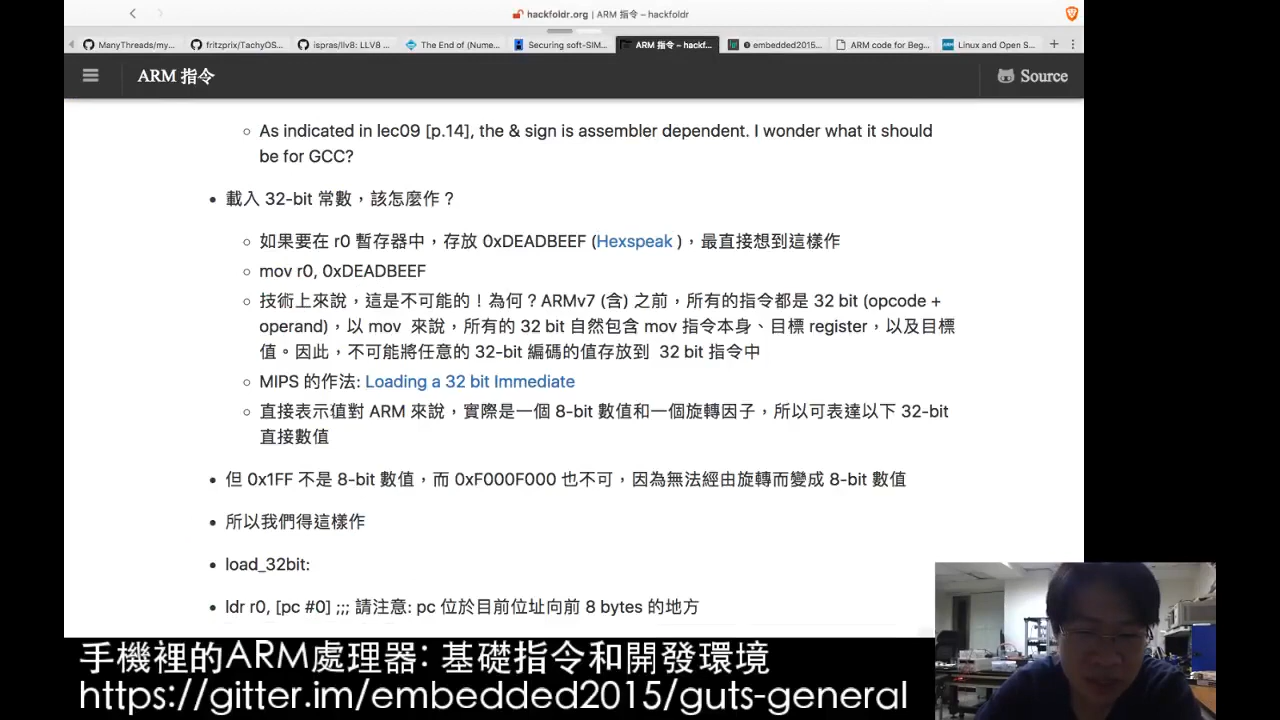 hackfoldr.org | ARM 指令 – hackfoldr
ManyThreads/my...
fritzprix/TachyOS...
ispras/llv8: LLV8 ...
The End of (Nume...
Securing soft-SIM...
ARM 指令 – hackf...
embedded2015...
ARM code for Beg...
Linux and Open S...
ARM 指令
Source
As indicated in lec09 [p.14], the & sign is assembler dependent. I wonder what it should
be for GCC?
載入 32-bit 常數，該怎麼作？
如果要在 r0 暫存器中，存放 0xDEADBEEF (Hexspeak )，最直接想到這樣作
mov r0, 0xDEADBEEF
技術上來說，這是不可能的！為何？ARMv7 (含) 之前，所有的指令都是 32 bit (opcode +
operand)，以 mov 來說，所有的 32 bit 自然包含 mov 指令本身、目標 register，以及目標
值。因此，不可能將任意的 32-bit 編碼的值存放到 32 bit 指令中
MIPS 的作法: Loading a 32 bit Immediate
直接表示值對 ARM 來說，實際是一個 8-bit 數值和一個旋轉因子，所以可表達以下 32-bit
直接數值
但 0x1FF 不是 8-bit 數值，而 0xF000F000 也不可，因為無法經由旋轉而變成 8-bit 數值
所以我們得這樣作
load_32bit:
ldr r0, [pc #0] ;;; 請注意: pc 位於目前位址向前 8 bytes 的地方
手機裡的ARM處理器: 基礎指令和開發環境
https://gitter.im/embedded2015/guts-general